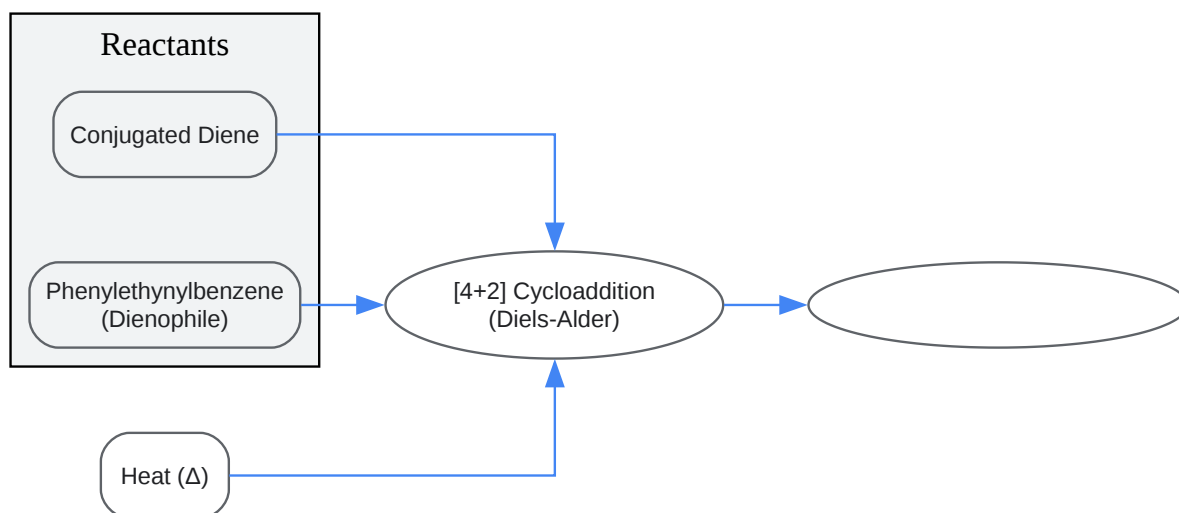 Reactants
Conjugated Diene
Phenylethynylbenzene
(Dienophile)
[4+2] Cycloaddition
(Diels-Alder)
Heat (Δ)